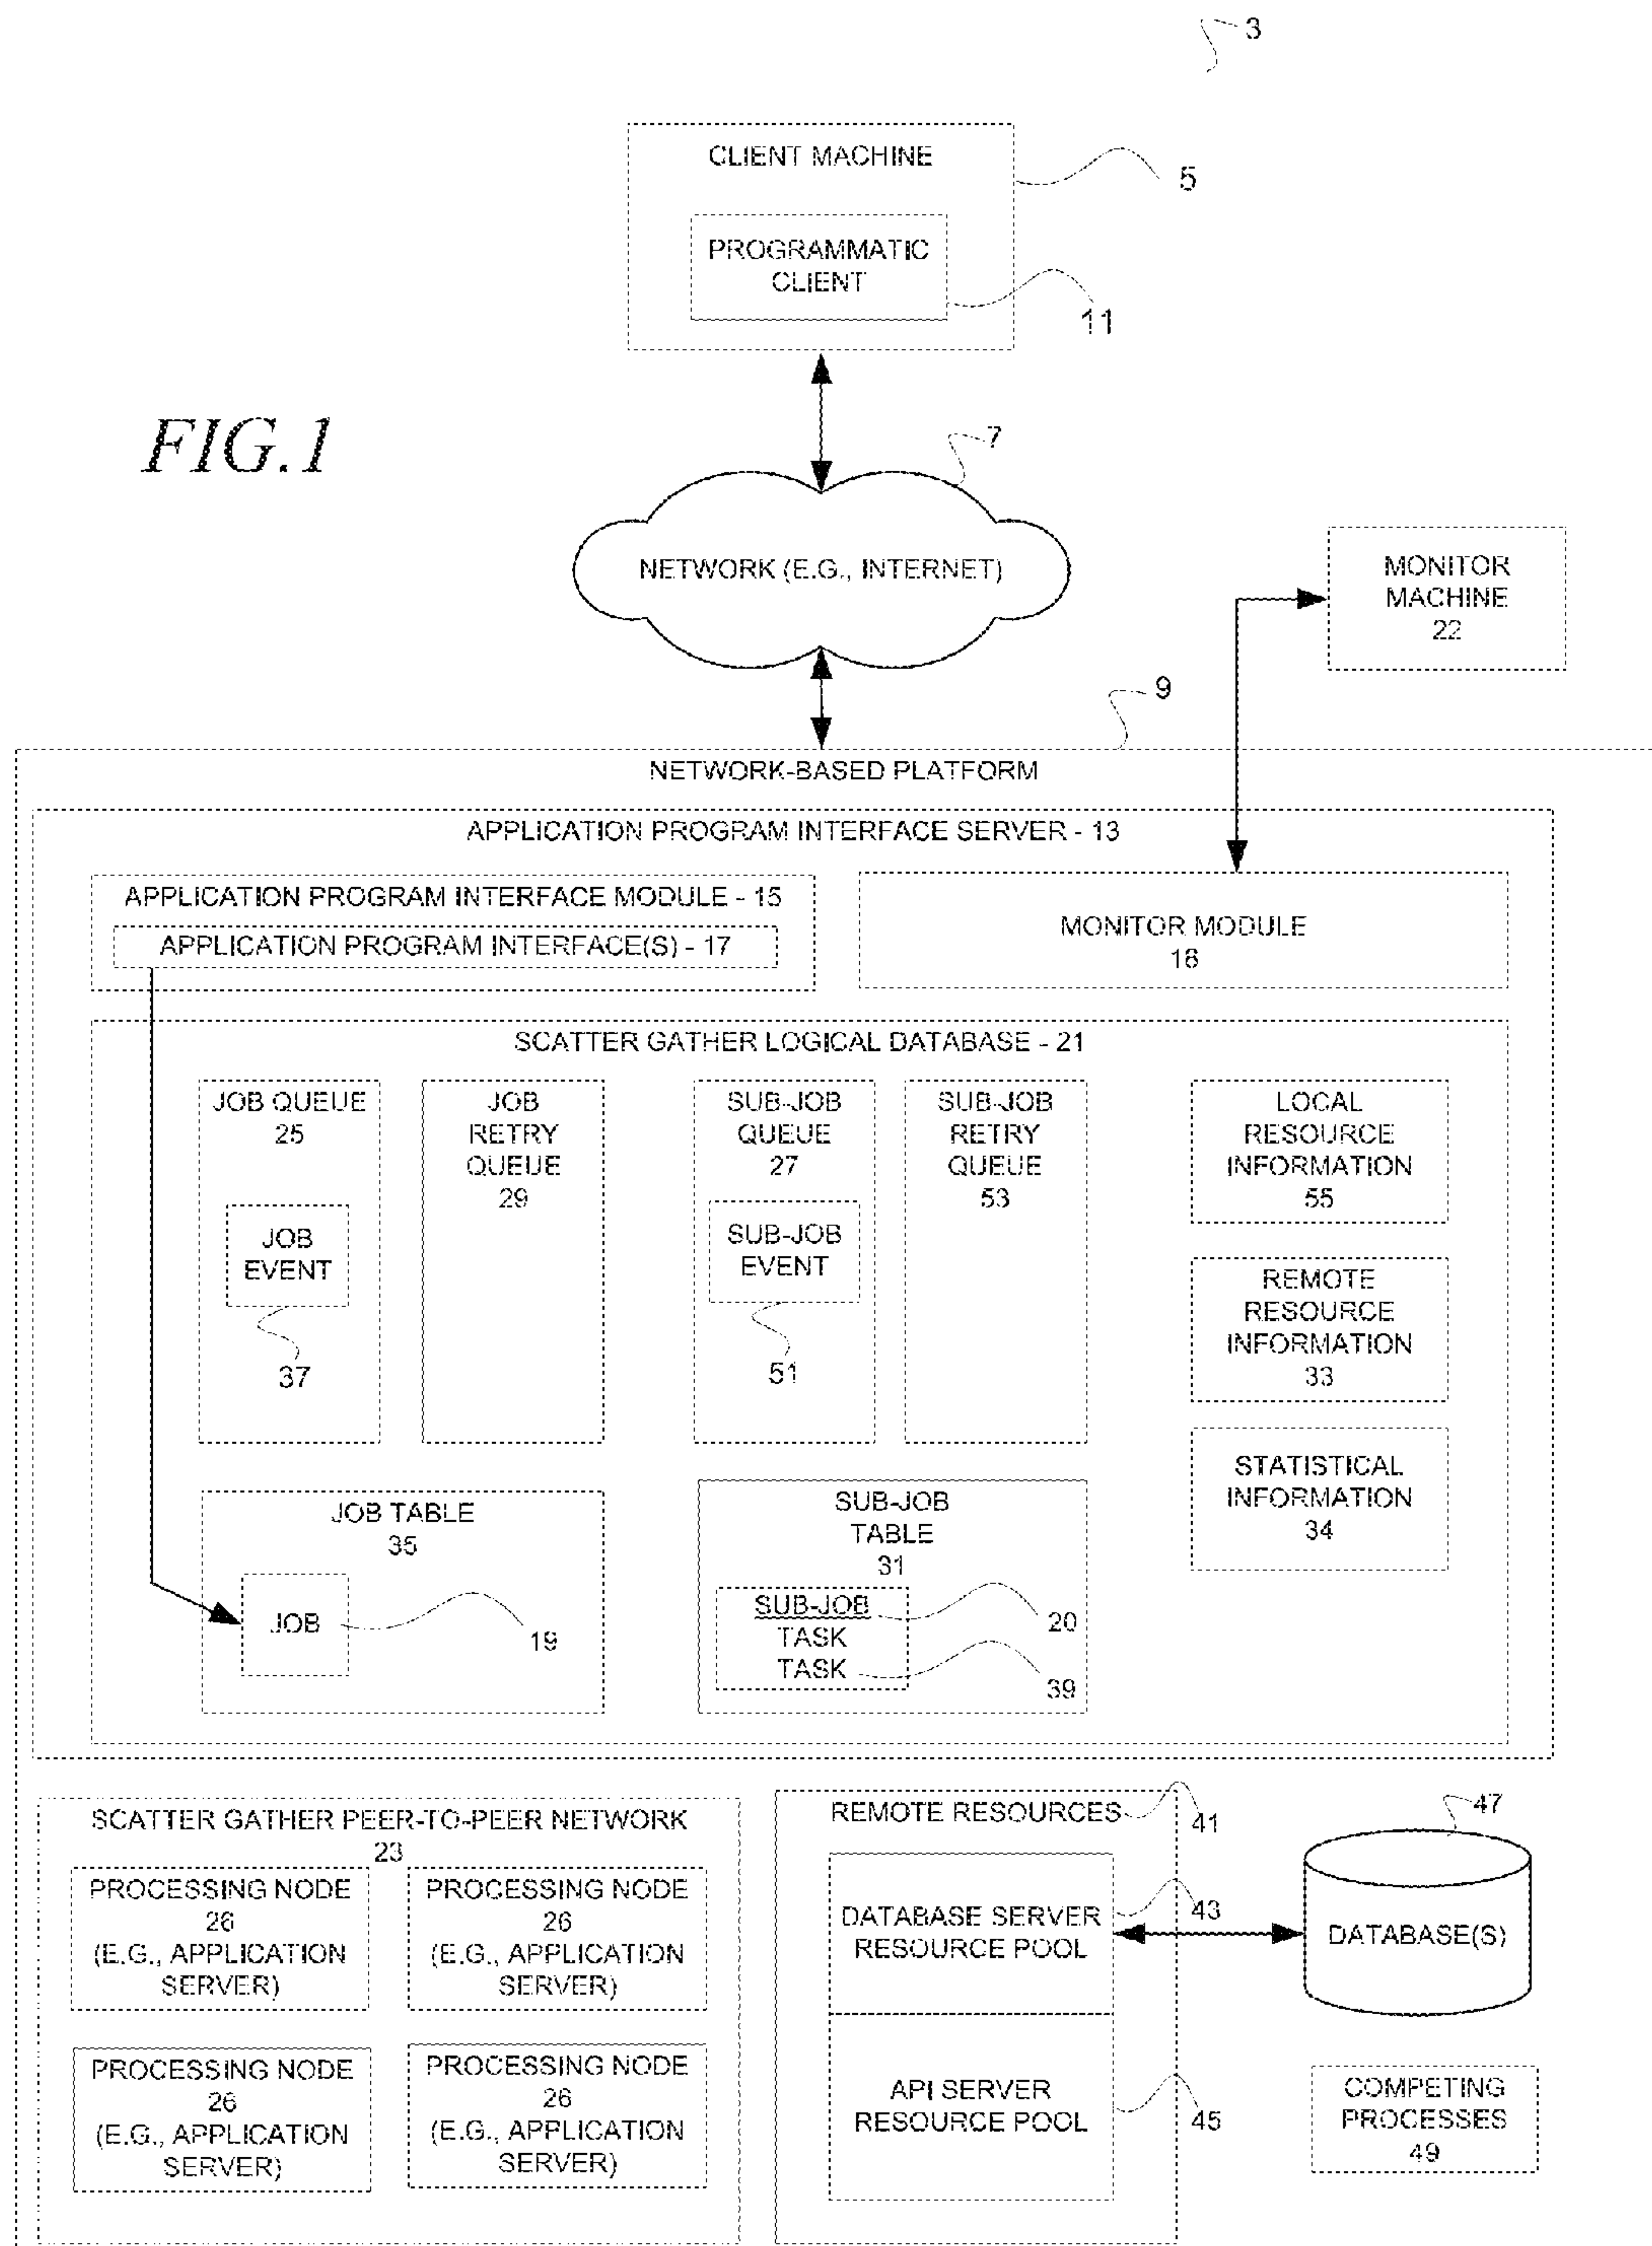 3
CLIENT MACHINE
5
PROGRAMMATIC
CLIENT
11
FIG.1
7
NETWORK (E.G., INTERNET)
MONITOR
MACHINE
22
9
NETWORK-BASED PLATFORM
APPLICATION PROGRAM INTERFACE SERVER - 13
APPLICATION PROGRAM INTERFACE MODULE - 15
APPLICATION PROGRAM INTERFACE(S) - 17
MONITOR MODULE
16
SCATTER GATHER LOGICAL DATABASE - 21
JOB QUEUE
25
JOB
EVENT
37
JOB
RETRY
QUEUE
29
SUB-JOB
QUEUE
27
SUB-JOB
EVENT
51
SUB-JOB
RETRY
QUEUE
53
LOCAL
RESOURCE
INFORMATION
55
REMOTE
RESOURCE
INFORMATION
33
STATISTICAL
INFORMATION
34
JOB TABLE
35
JOB
19
SUB-JOB
TABLE
31
SUB-JOB
20
TASK
TASK
39
SCATTER GATHER PEER-TO-PEER NETWORK
23
PROCESSING NODE
26
(E.G., APPLICATION
SERVER)
PROCESSING NODE
26
(E.G., APPLICATION
SERVER)
PROCESSING NODE
26
(E.G., APPLICATION
SERVER)
PROCESSING NODE
26
(E.G., APPLICATION
SERVER)
REMOTE RESOURCES
41
DATABASE SERVER
RESOURCE POOL
43
API SERVER
RESOURCE POOL
45
47
DATABASE(S)
COMPETING
PROCESSES
49